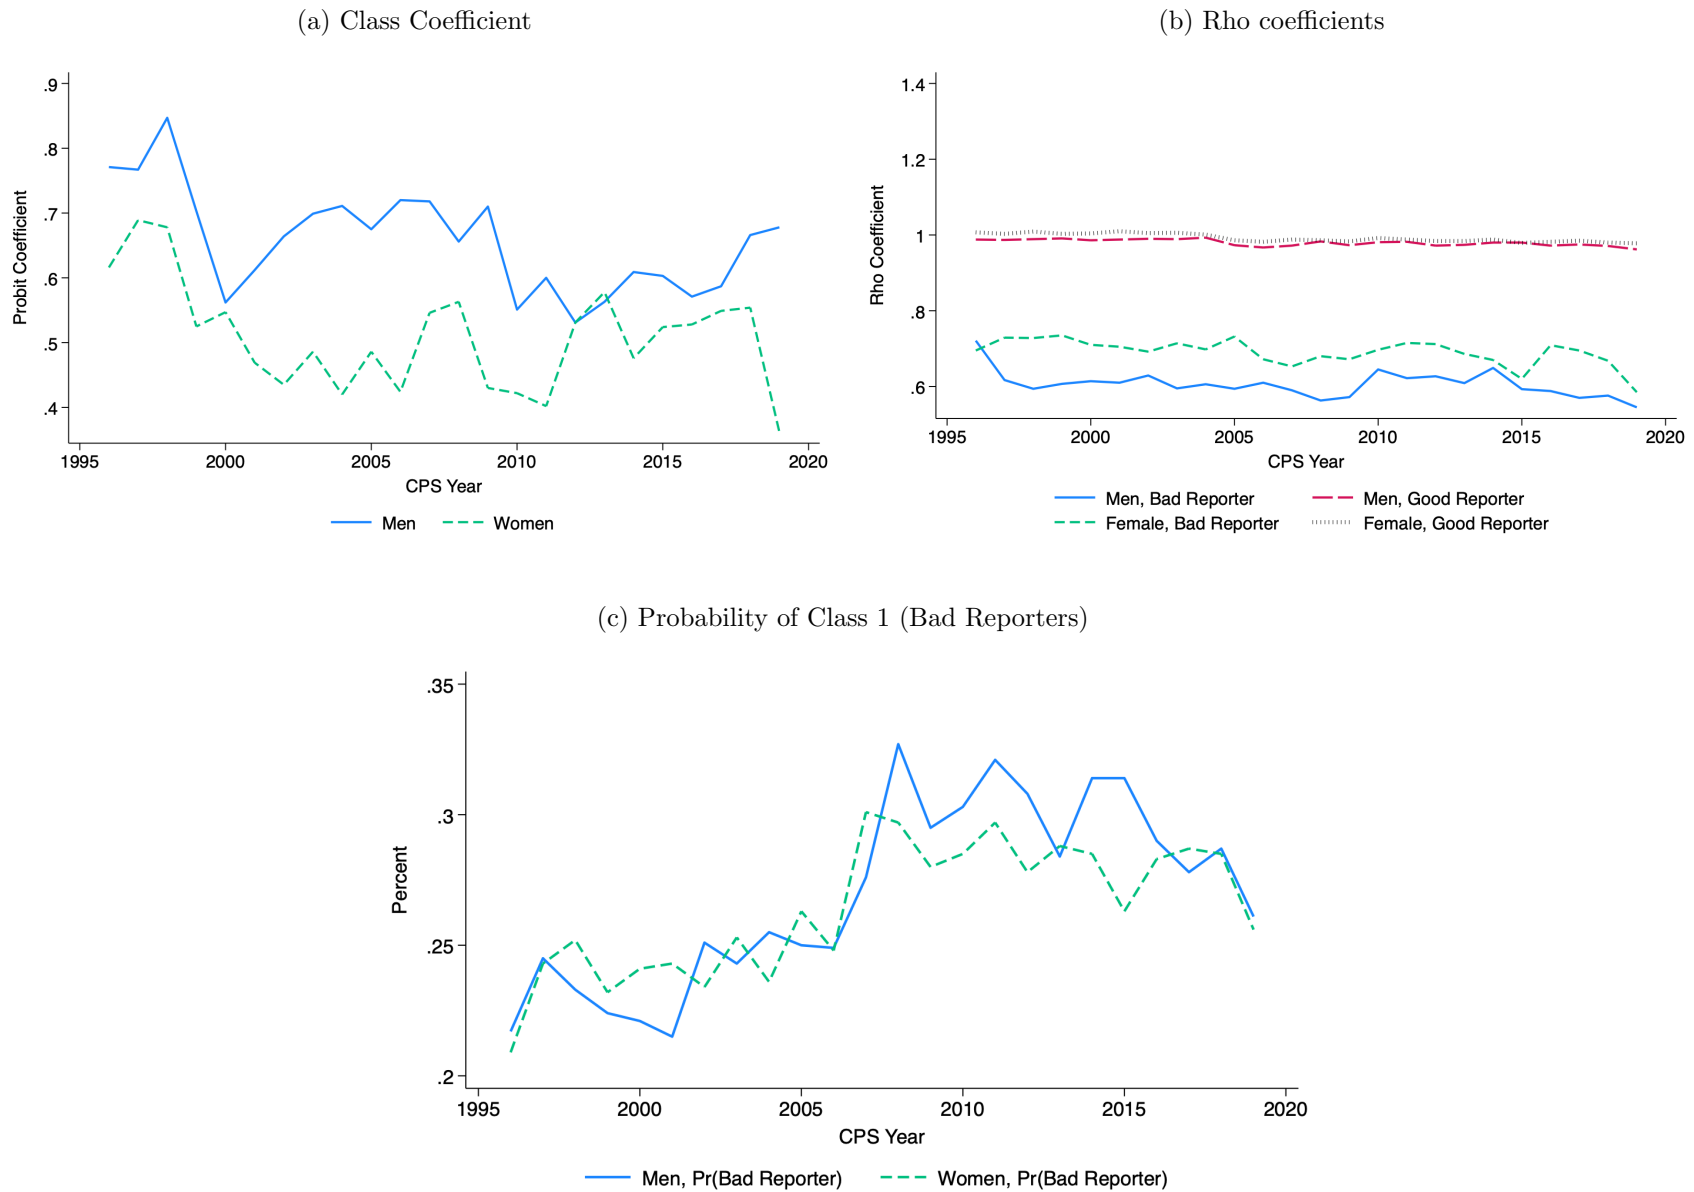 (a) Class Coefficient
.9
.8
.7
.6
.5
.4
Probit Coefficient
1995 2000 2005 2010 2015 2020
CPS Year
Men Women
(b) Rho coefficients
1.4
1.2
1
.8
.6
Rho Coefficient
1995 2000 2005 2010 2015 2020
CPS Year
Men, Bad Reporter Men, Good Reporter
Female, Bad Reporter Female, Good Reporter
(c) Probability of Class 1 (Bad Reporters)
.35
.3
.25
.2
Percent
1995 2000 2005 2010 2015 2020
CPS Year
Men, Pr(Bad Reporter) Women, Pr(Bad Reporter)